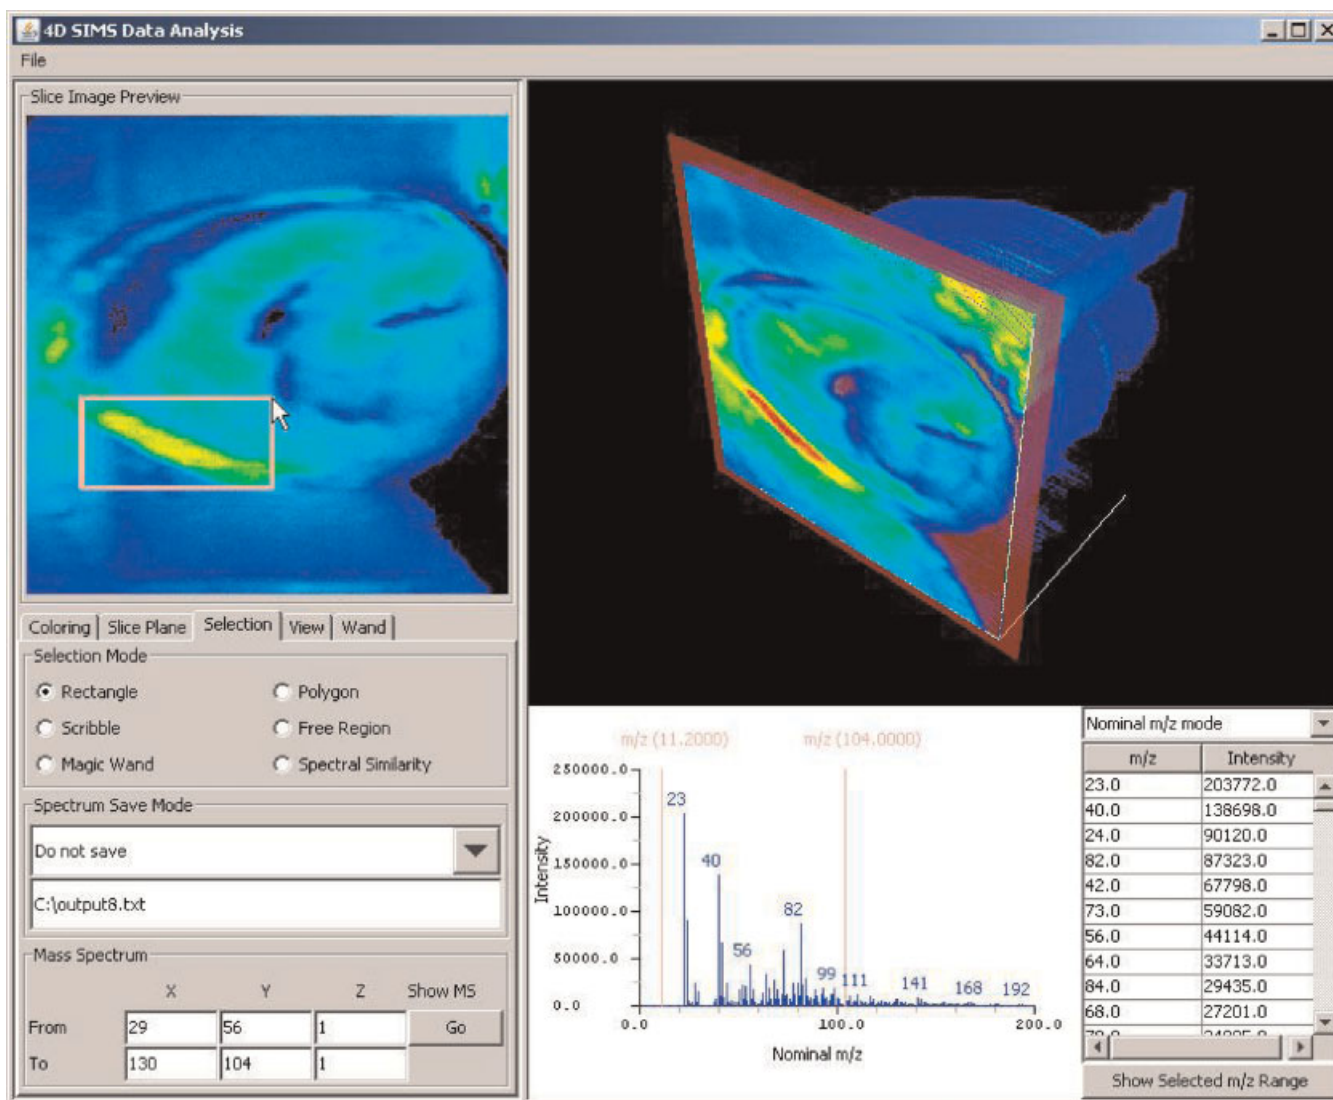 4D SIMS Data Analysis
File
Slice Image Preview
Coloring Slice Plane Selection View Wand
Selection Mode
Rectangle Polygon
Scribble Free Region
Magic Wand Spectral Similarity
Spectrum Save Mode
Do not save
C:\output8.txt
Mass Spectrum
X Y Z Show MS
From 29 56 1 Go
To 130 104 1
m/z (11.2000) m/z (104.0000)
250000.0
200000.0
150000.0
100000.0
50000.0
0.0
Intensity
23
40
82
56
99 111 141 168 192
0.0 100.0 200.0
Nominal m/z
Nominal m/z mode
m/z Intensity
23.0 203772.0
40.0 138698.0
24.0 90120.0
82.0 87323.0
42.0 67798.0
73.0 59082.0
56.0 44114.0
64.0 33713.0
84.0 29435.0
68.0 27201.0
Show Selected m/z Range